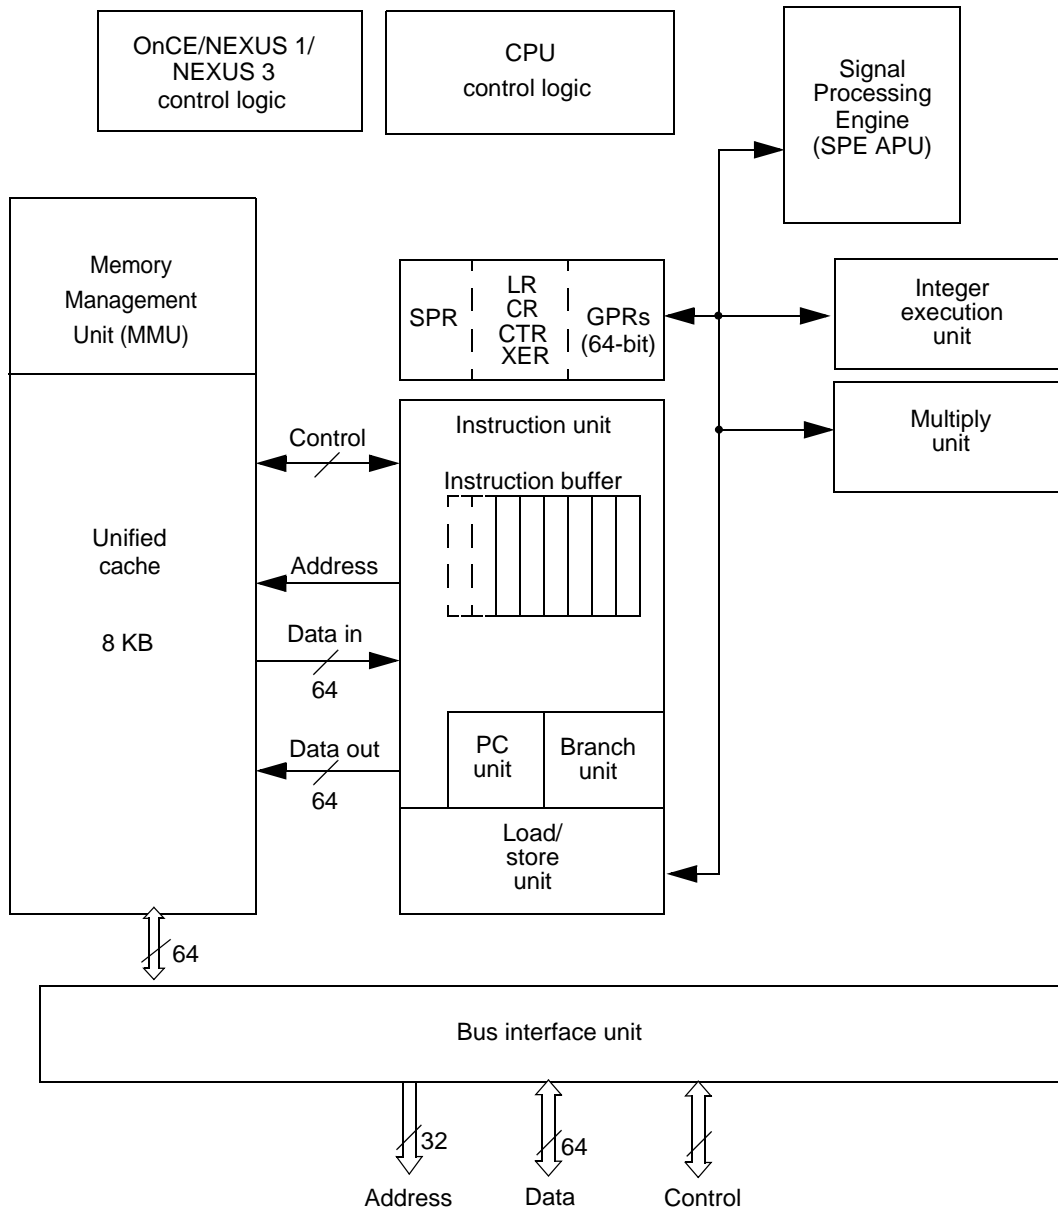 OnCE/NEXUS 1/
NEXUS 3
control logic
CPU
control logic
Signal
Processing
Engine
(SPE APU)
Memory
Management
Unit (MMU)
SPR
LR
CR
CTR
XER
GPRs
(64-bit)
Integer
execution
unit
Multiply
unit
Control
Instruction unit
Instruction buffer
Unified
cache
8 KB
Address
Data in
64
Data out
64
PC
unit
Branch
unit
Load/
store
unit
64
Bus interface unit
32
64
Address
Data
Control